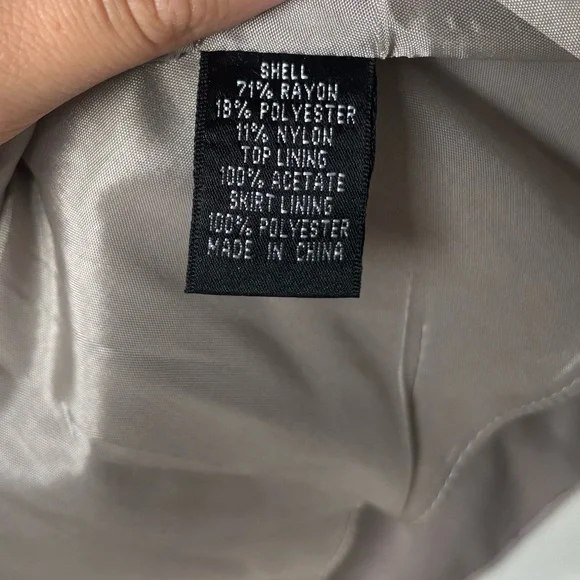 SHELL
71% RAYON
18% POLYESTER
11% NYLON
TOP LINING
100% ACETATE
SKIRT LINING
100% POLYESTER
MADE IN CHINA